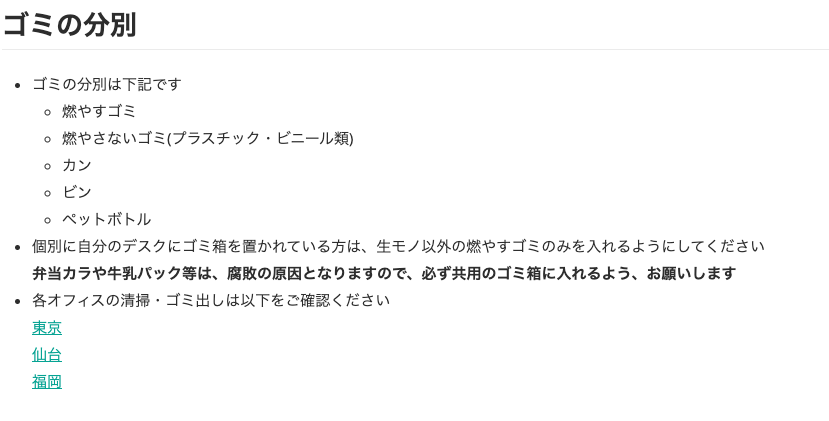 ゴミの分別
ゴミの分別は下記です
燃やすゴミ
燃やさないゴミ(プラスチック・ビニール類)
カン
ビン
ペットボトル
個別に自分のデスクにゴミ箱を置かれている方は、生モノ以外の燃やすゴミのみを入れるようにしてください
弁当カラや牛乳パック等は、腐敗の原因となりますので、必ず共用のゴミ箱に入れるよう、お願いします
各オフィスの清掃・ゴミ出しは以下をご確認ください
東京
仙台
福岡